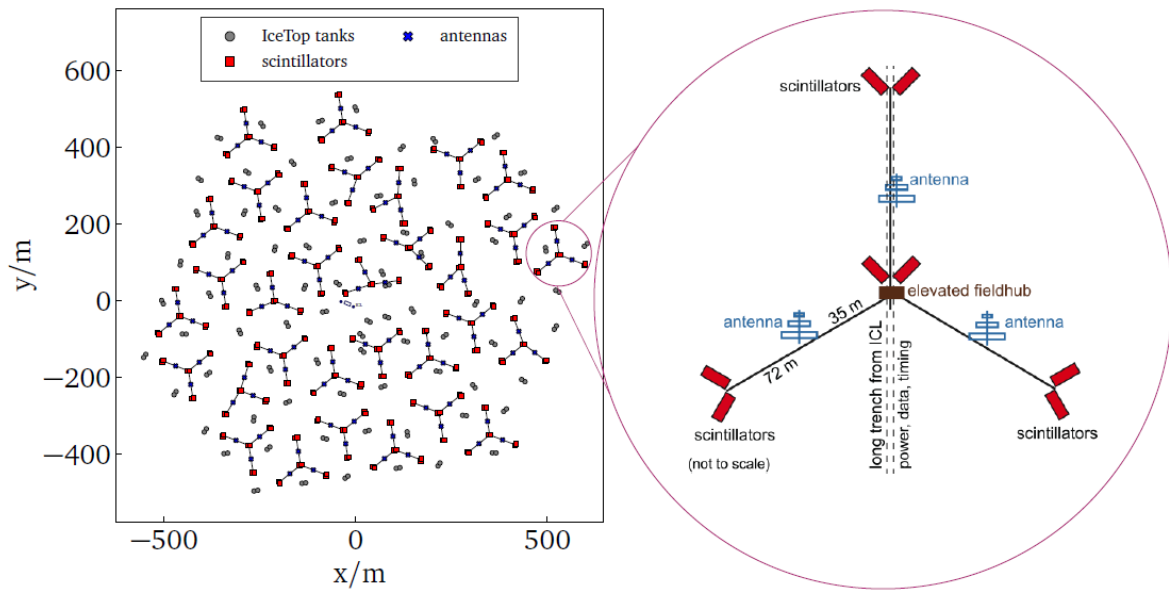 IceTop tanks
antennas
scintillators
600
400
200
0
−200
−400
y/m
−500
0
500
x/m
scintillators
antenna
elevated fieldhub
antenna
35 m
antenna
72 m
long trench from ICL
power, data, timing
scintillators
(not to scale)
scintillators